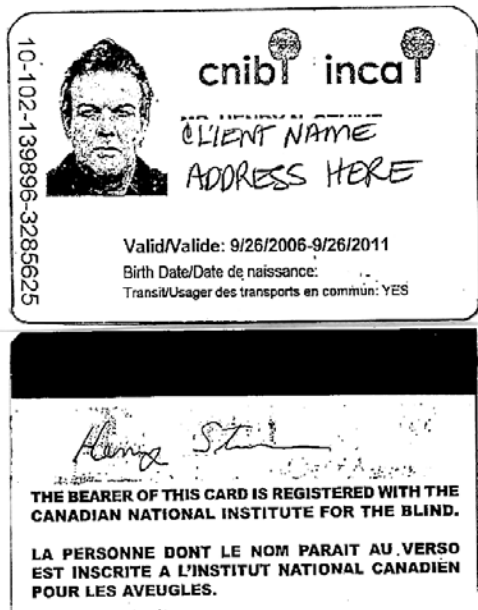 cnib inca
10-102-139896-3285625
CLIENT NAME
ADDRESS HERE
Valid/Valide: 9/26/2006-9/26/2011
Birth Date/Date de naissance:
Transit/Usager des transports en commun: YES
THE BEARER OF THIS CARD IS REGISTERED WITH THE
CANADIAN NATIONAL INSTITUTE FOR THE BLIND.
LA PERSONNE DONT LE NOM PARAIT AU VERSO
EST INSCRITE A L'INSTITUT NATIONAL CANADIEN
POUR LES AVEUGLES.